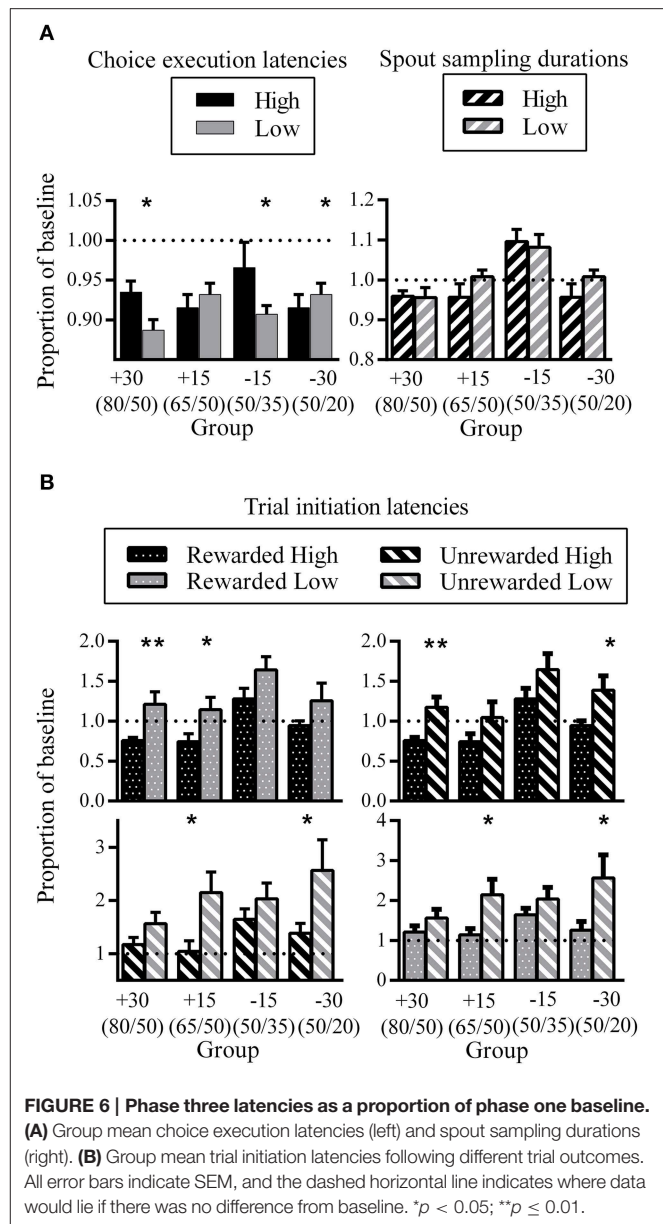 A
Choice execution latencies
High
Low
Spout sampling durations
High
Low
Proportion of baseline
1.05
1.00
0.95
0.90
* * *
+30 +15 -15 -30
(80/50) (65/50) (50/35) (50/20)
Group
1.2
1.1
1.0
0.9
0.8
+30 +15 -15 -30
(80/50) (65/50) (50/35) (50/20)
Group
B
Trial initiation latencies
Rewarded High Unrewarded High
Rewarded Low Unrewarded Low
Proportion of baseline
2.0
1.5
1.0
0.5
0.0
** *
2.0
1.5
1.0
0.5
0.0
** *
3
2
1
* *
+30 +15 -15 -30
(80/50) (65/50) (50/35) (50/20)
Group
4
3
2
1
0
* *
+30 +15 -15 -30
(80/50) (65/50) (50/35) (50/20)
Group
FIGURE 6 | Phase three latencies as a proportion of phase one baseline.
(A) Group mean choice execution latencies (left) and spout sampling durations
(right). (B) Group mean trial initiation latencies following different trial outcomes.
All error bars indicate SEM, and the dashed horizontal line indicates where data
would lie if there was no difference from baseline. *p < 0.05; **p ≤ 0.01.